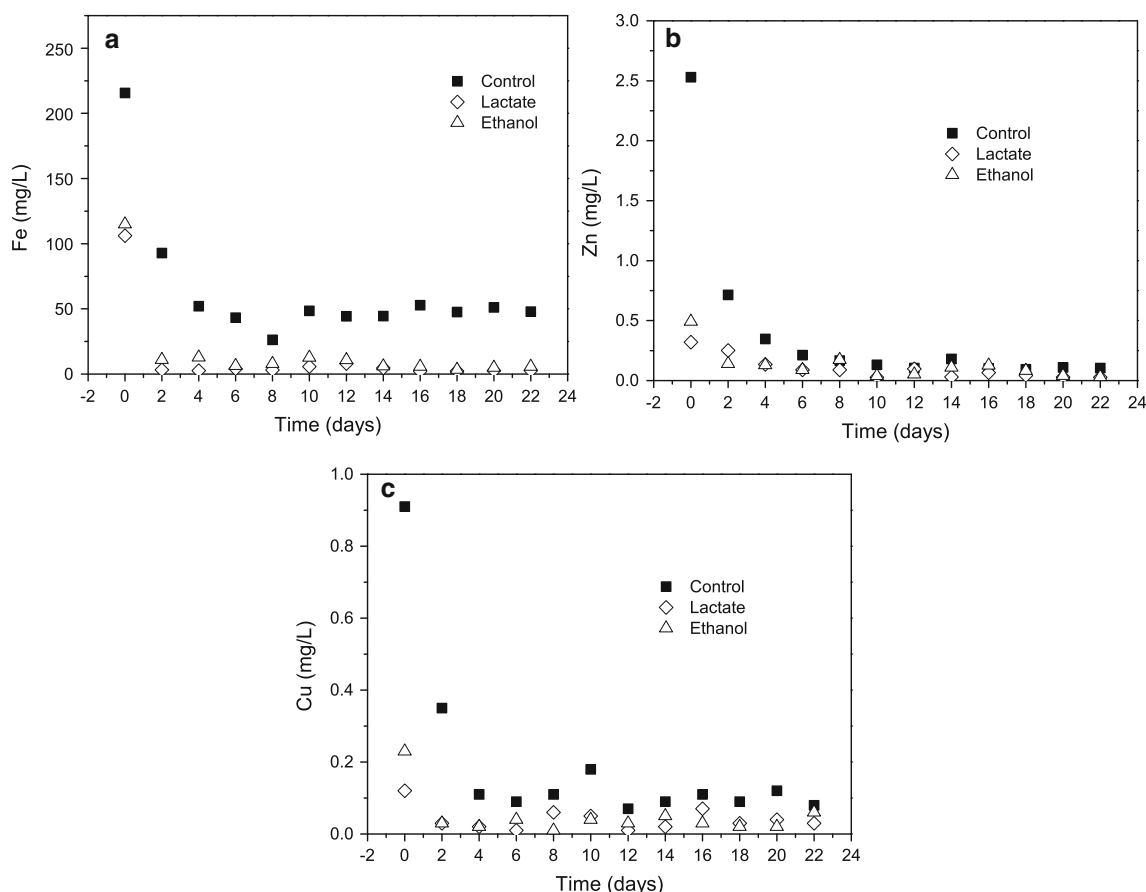 a
Control
Lactate
Ethanol
Fe (mg/L)
250
200
150
100
50
0
-2 0 2 4 6 8 10 12 14 16 18 20 22 24
Time (days)
b
Control
Lactate
Ethanol
Zn (mg/L)
3.0
2.5
2.0
1.5
1.0
0.5
0.0
-2 0 2 4 6 8 10 12 14 16 18 20 22 24
Time (days)
c
Control
Lactate
Ethanol
Cu (mg/L)
1.0
0.8
0.6
0.4
0.2
0.0
-2 0 2 4 6 8 10 12 14 16 18 20 22 24
Time (days)